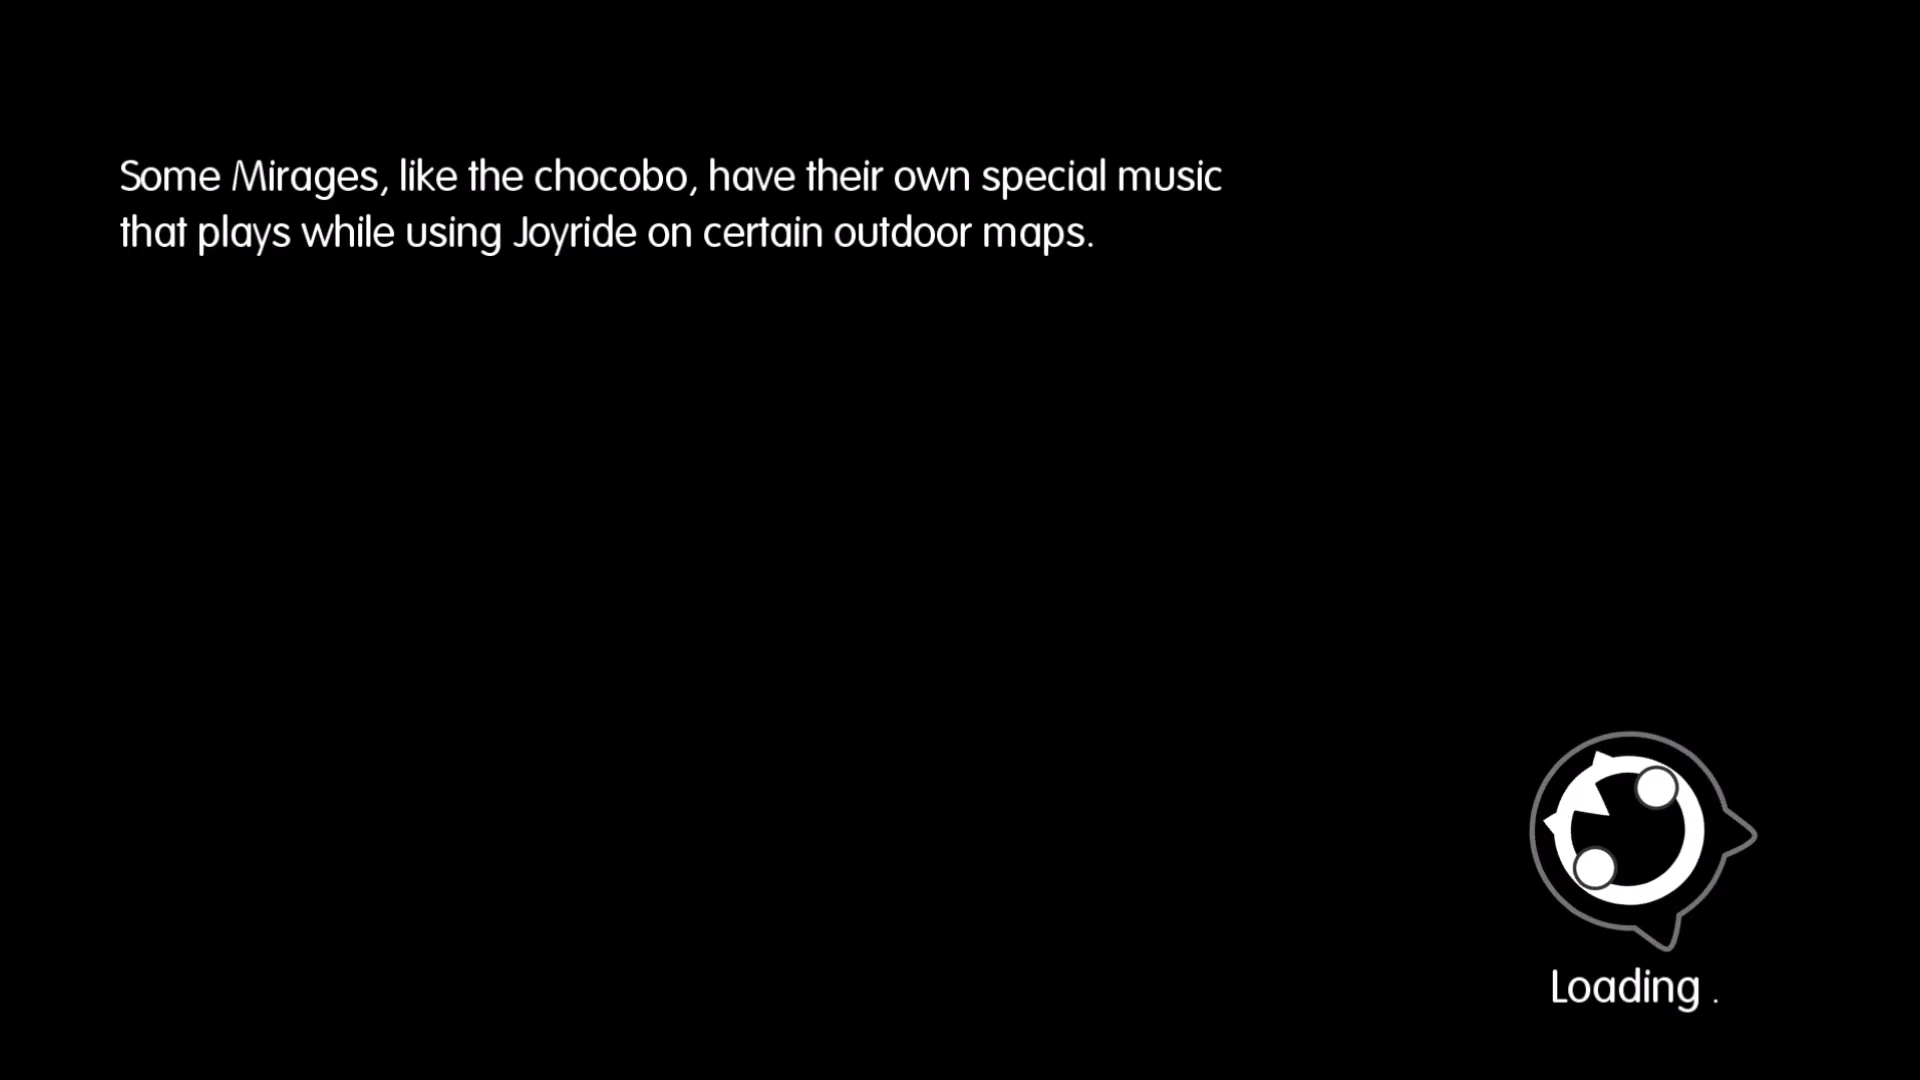 Some Mirages, like the chocobo, have their own special music
that plays while using Joyride on certain outdoor maps.
Loading .